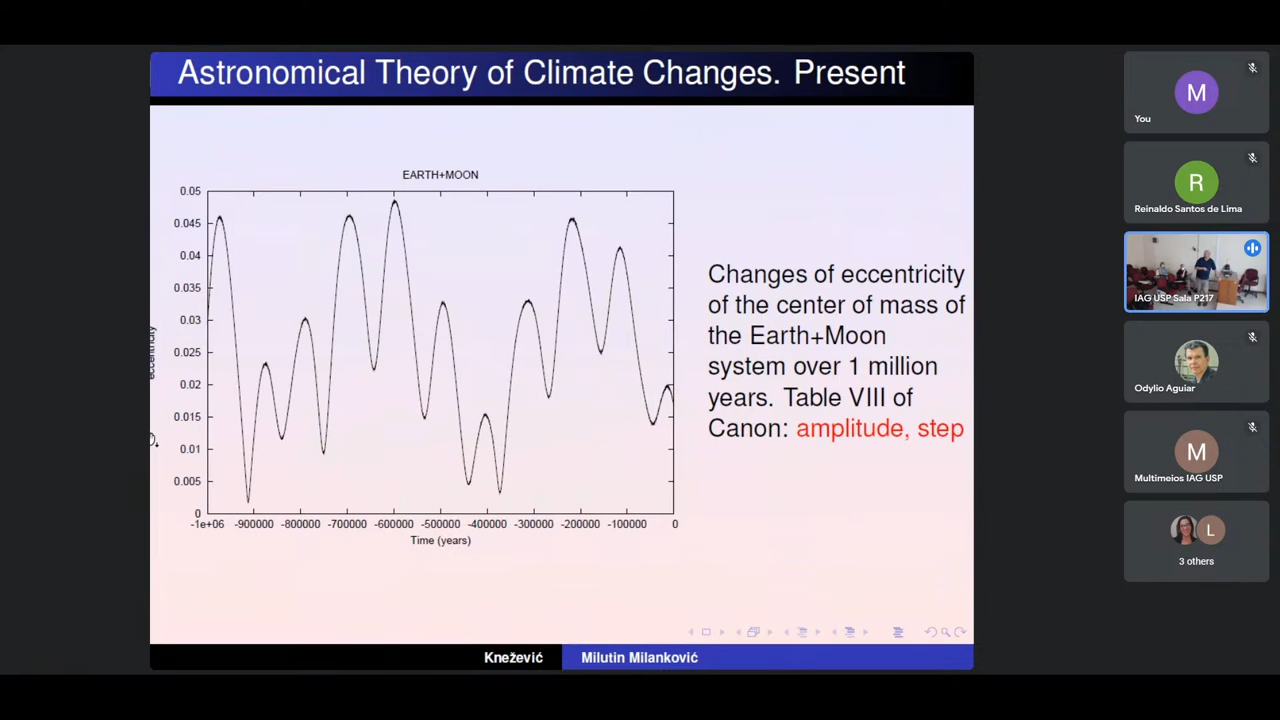 Astronomical Theory of Climate Changes. Present
EARTH+MOON
0.05
0.045
0.04
0.035
0.03
0.025
0.02
0.015
0.01
0.005
0
eccentricity
-1e+06 -900000 -800000 -700000 -600000 -500000 -400000 -300000 -200000 -100000 0
Time (years)
Changes of eccentricity
of the center of mass of
the Earth+Moon
system over 1 million
years. Table VIII of
Canon: amplitude, step
Knežević Milutin Milanković
M
You
R
Reinaldo Santos de Lima
IAG USP Sala P217
Odylio Aguiar
M
Multimeios IAG USP
L
3 others